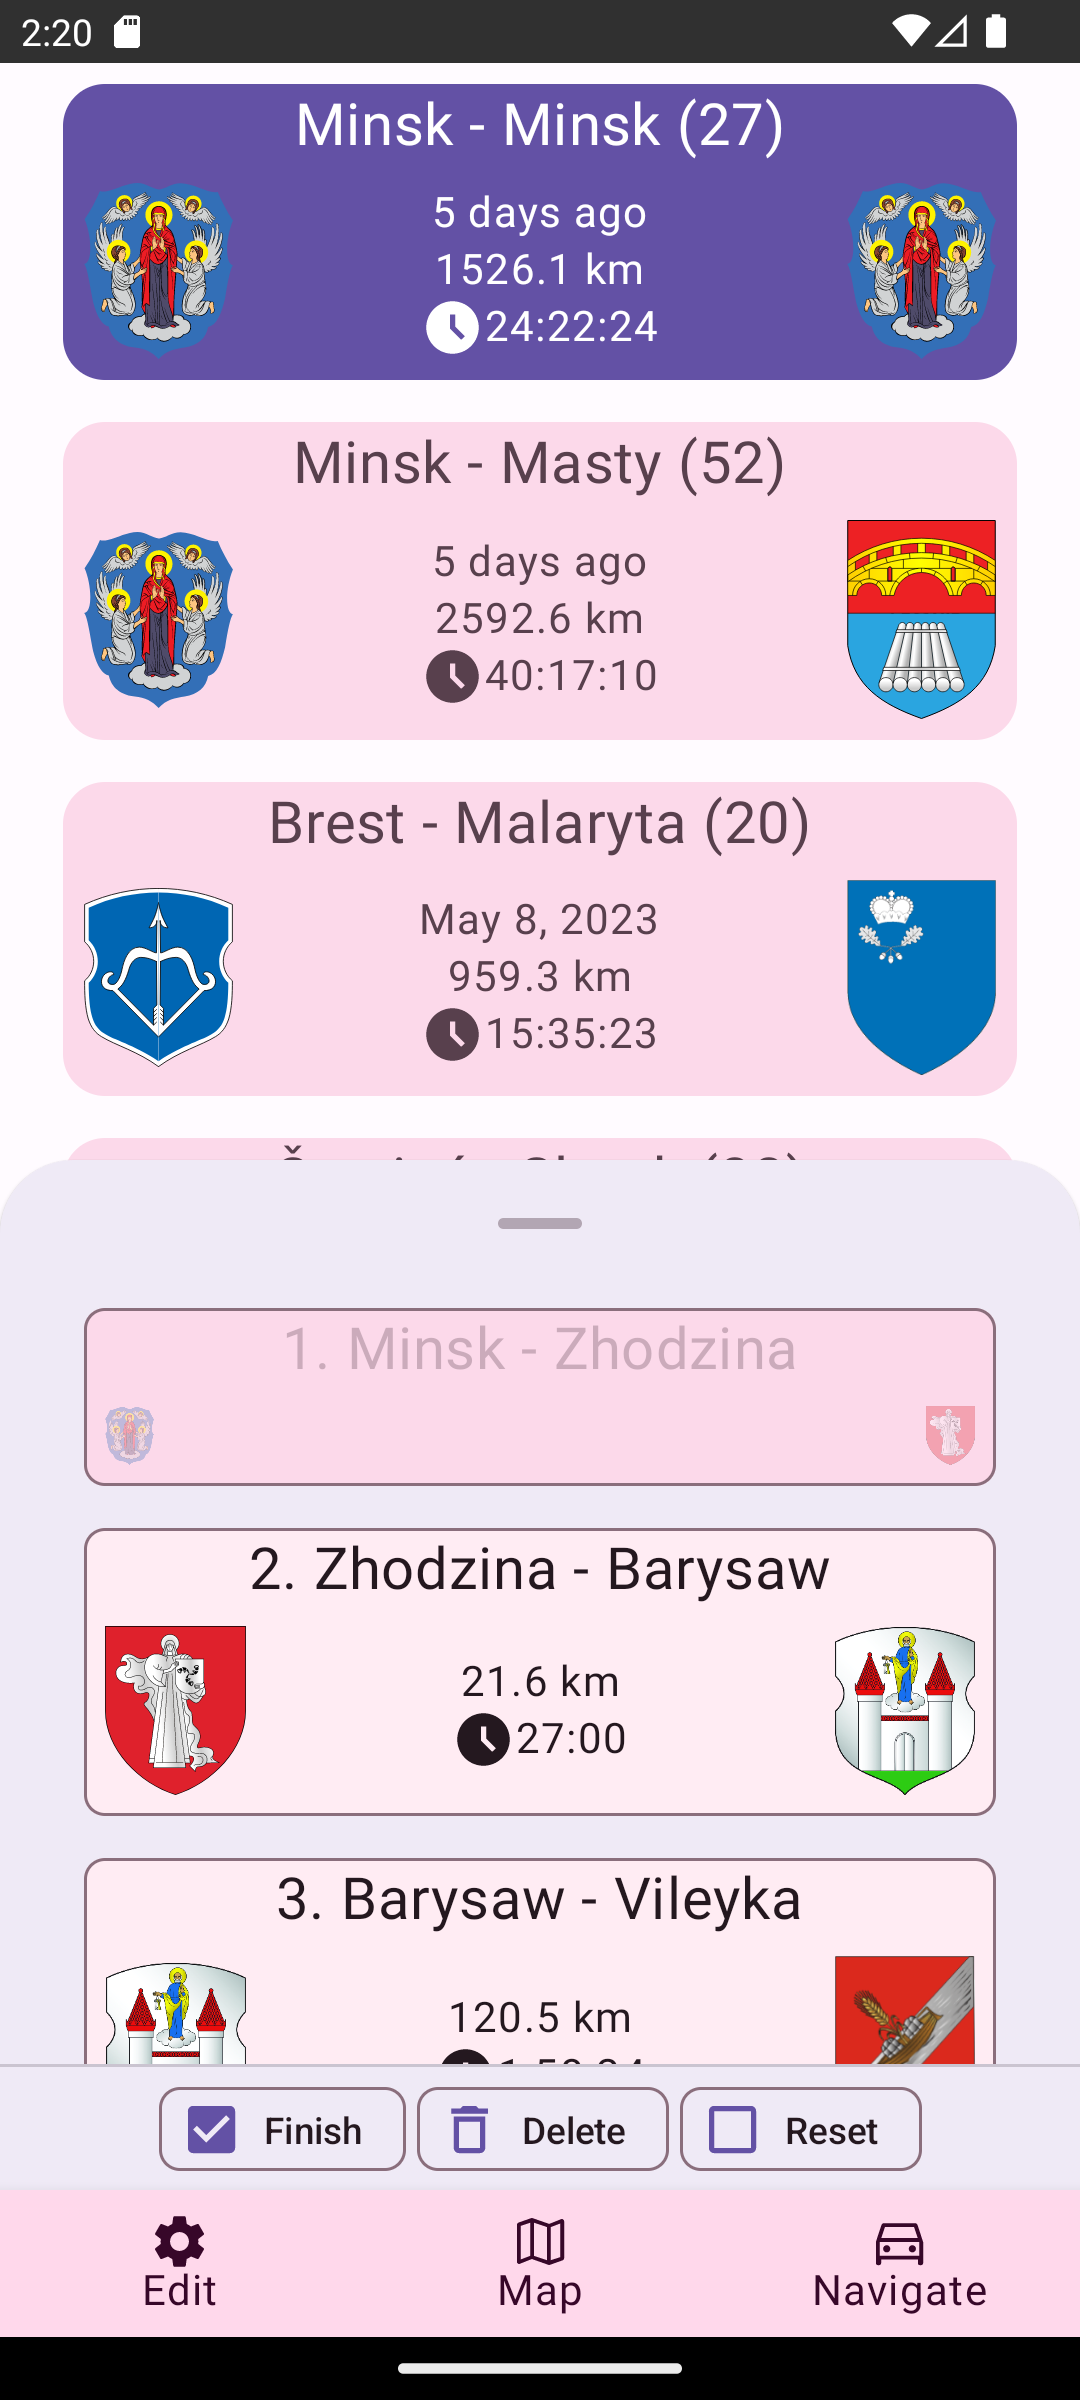 2:20
Minsk - Minsk (27)
5 days ago
1526.1 km
24:22:24
Minsk - Masty (52)
5 days ago
2592.6 km
40:17:10
Brest - Malaryta (20)
May 8, 2023
959.3 km
15:35:23
1. Minsk - Zhodzina
2. Zhodzina - Barysaw
21.6 km
27:00
3. Barysaw - Vileyka
120.5 km
Finish
Delete
Reset
Edit
Map
Navigate